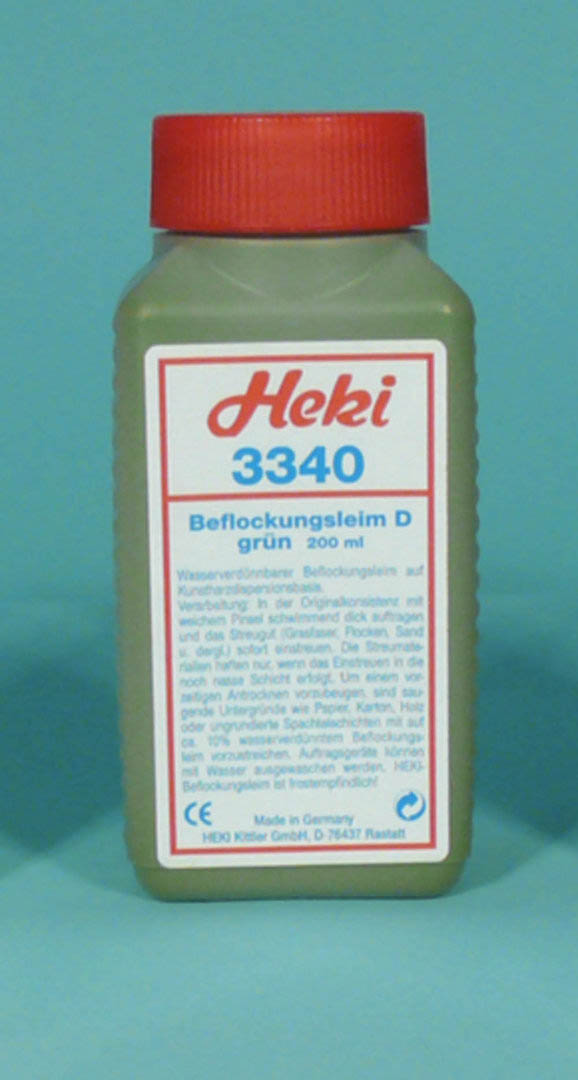 Heki
3340
Beflockungsleim D
grün 200 ml
Wasserverdünnbarer Beflockungsleim auf
Kunstharzdispersionsbasis.
Verarbeitung: In der Originalkonsistenz mit
weichem Pinsel schwimmend dick auftragen
und das Streugut (Grasfaser, Flocken, Sand
u. dergl.) sofort einstreuen. Die Streumate-
rialien haften nur, wenn das Einstreuen in die
noch nasse Schicht erfolgt. Um einem vor-
zeitigen Antrocknen vorzubeugen, sind sau-
gende Untergründe wie Papier, Karton, Holz
oder ungrundierte Spachtelschichten mit auf
ca. 10% wasserverdünntem Beflockungs-
leim vorzustreichen. Auftragsgeräte können
mit Wasser ausgewaschen werden. HEKI-
Beflockungsleim ist frostempfindlich!
CE
Made in Germany
HEKI Kittler GmbH, D-76437 Rastatt